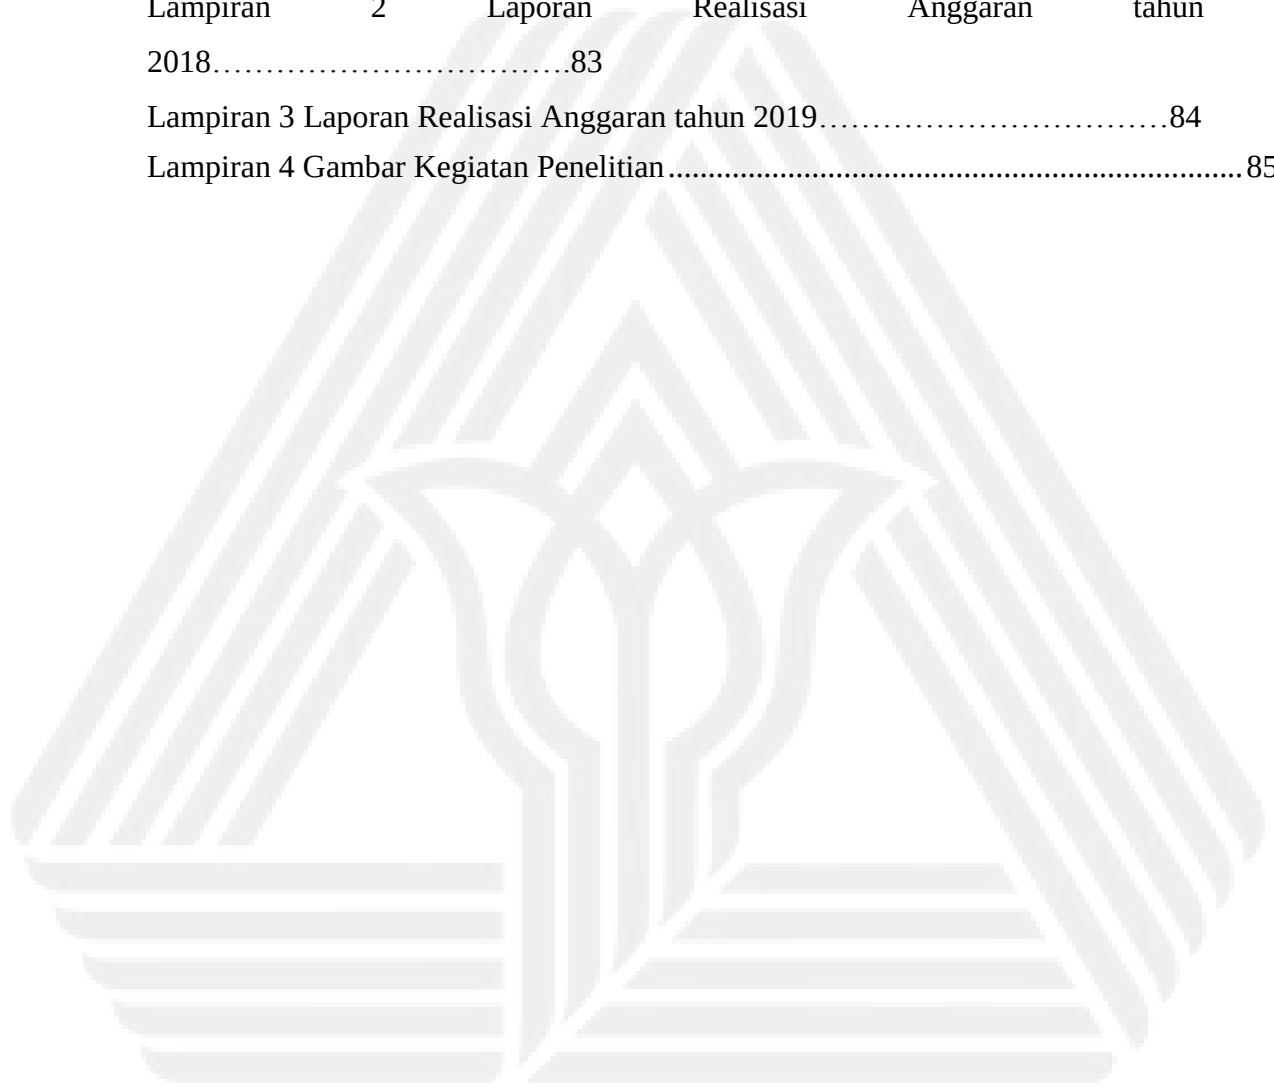 Lampiran 2 Laporan Realisasi Anggaran tahun
2018…………………………….83
Lampiran 3 Laporan Realisasi Anggaran tahun 2019……………………………84
Lampiran 4 Gambar Kegiatan Penelitian.......................................................................85